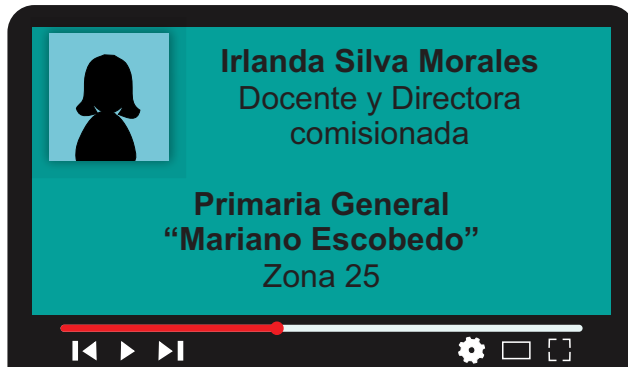 Irlanda Silva Morales
Docente y Directora
comisionada
Primaria General
“Mariano Escobedo”
Zona 25